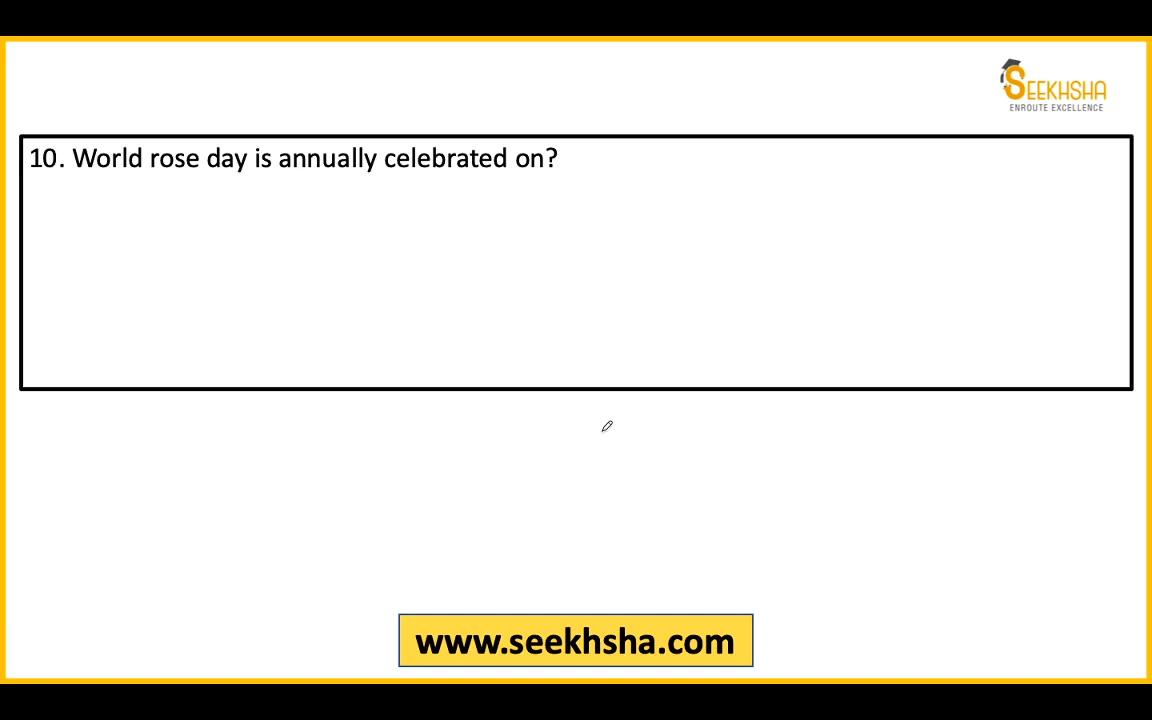 SEEKHSHA
ENROUTE EXCELLENCE
10. World rose day is annually celebrated on?
www.seekhsha.com